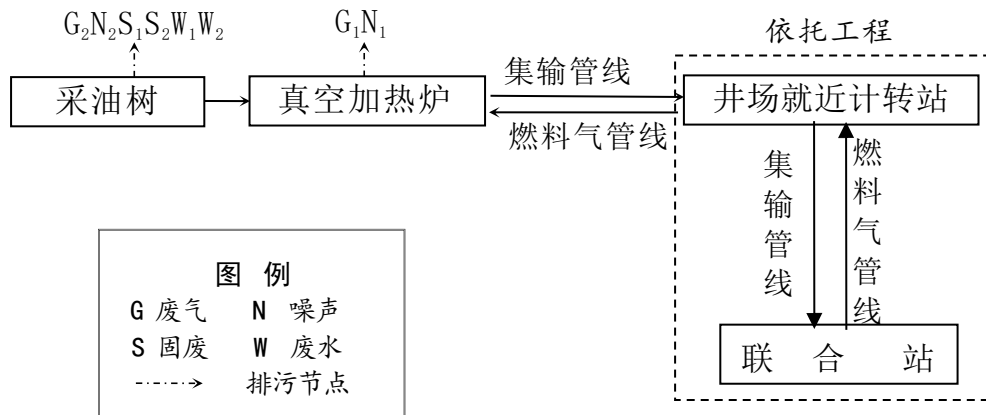 G₂N₂S₁S₂W₁W₂
G₁N₁
依托工程
采油树
真空加热炉
集输管线
燃料气管线
井场就近计转站
集输管线
燃料气管线
联 合 站
图 例
G 废气 N 噪声
S 固废 W 废水
排污节点